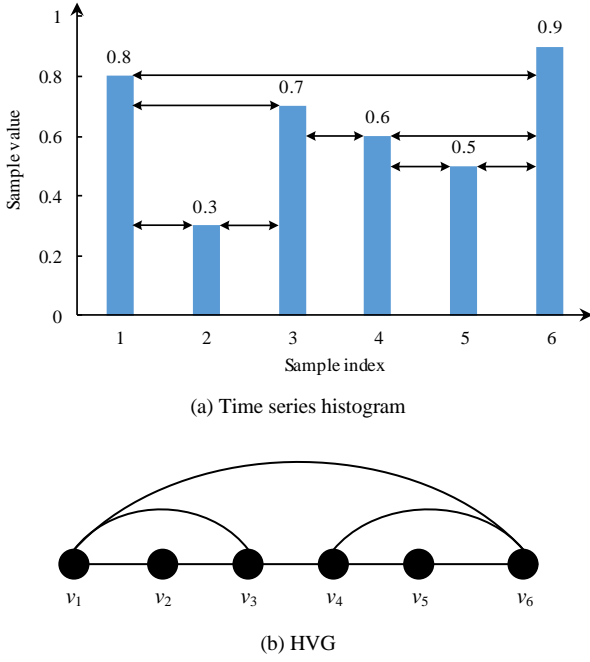 1
0.8
0.6
0.4
0.2
0
Sample value
0.8
0.3
0.7
0.6
0.5
0.9
1 2 3 4 5 6
Sample index
(a) Time series histogram
v1 v2 v3 v4 v5 v6
(b) HVG